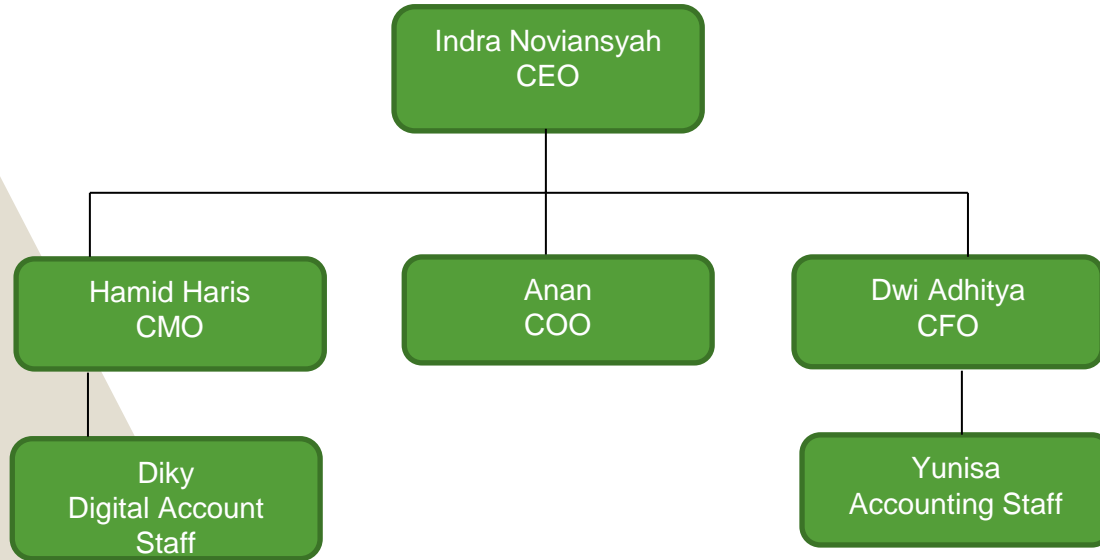 Indra Noviansyah
CEO
Hamid Haris
CMO
Anan
COO
Dwi Adhitya
CFO
Diky
Digital Account
Staff
Yunisa
Accounting Staff